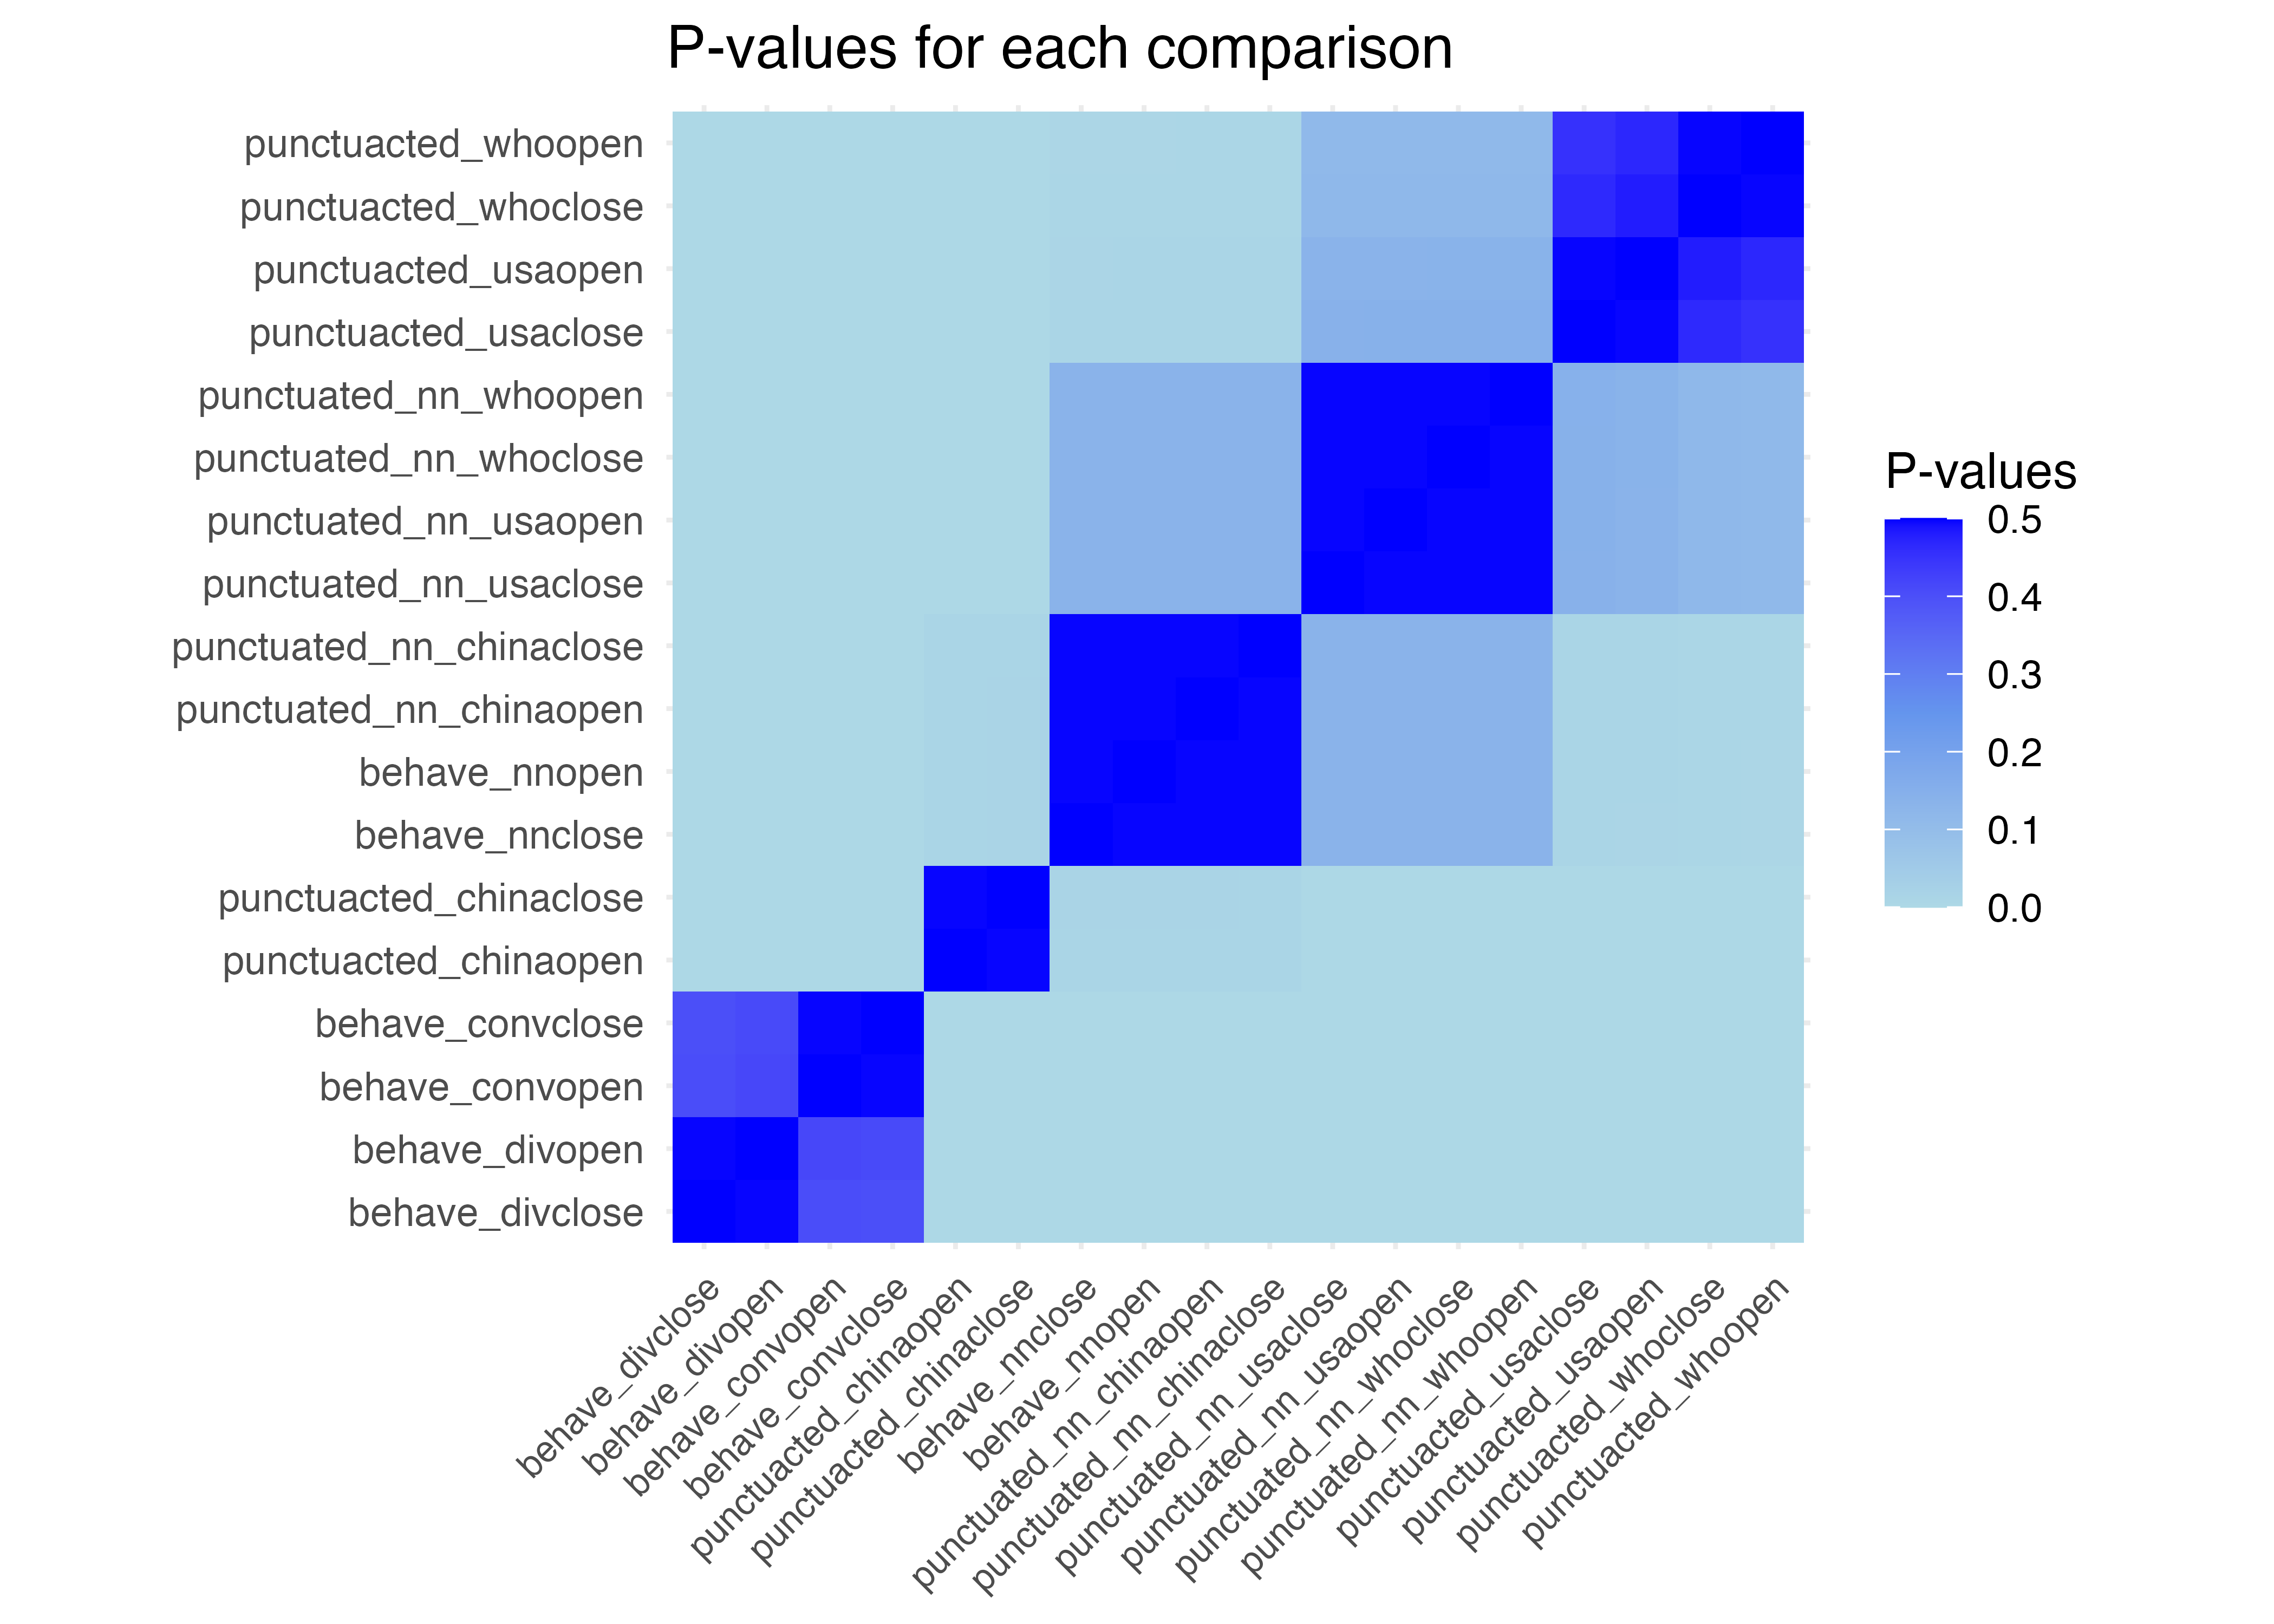 P-values for each comparison
punctuacted_whoopen
punctuacted_whoclose
punctuacted_usaopen
punctuacted_usaclose
punctuated_nn_whoopen
punctuated_nn_whoclose
punctuated_nn_usaopen
punctuated_nn_usaclose
punctuated_nn_chinaclose
punctuated_nn_chinaopen
behave_nnopen
behave_nnclose
punctuacted_chinaclose
punctuacted_chinaopen
behave_convclose
behave_convopen
behave_divopen
behave_divclose
behave_divclose
behave_divopen
behave_convopen
behave_convclose
punctuacted_chinaopen
punctuacted_chinaclose
behave_nnclose
behave_nnopen
punctuated_nn_chinaopen
punctuated_nn_chinaclose
punctuated_nn_usaclose
punctuated_nn_usaopen
punctuated_nn_whoclose
punctuated_nn_whoopen
punctuacted_usaclose
punctuacted_usaopen
punctuacted_whoclose
punctuacted_whoopen
P-values
0.5
0.4
0.3
0.2
0.1
0.0